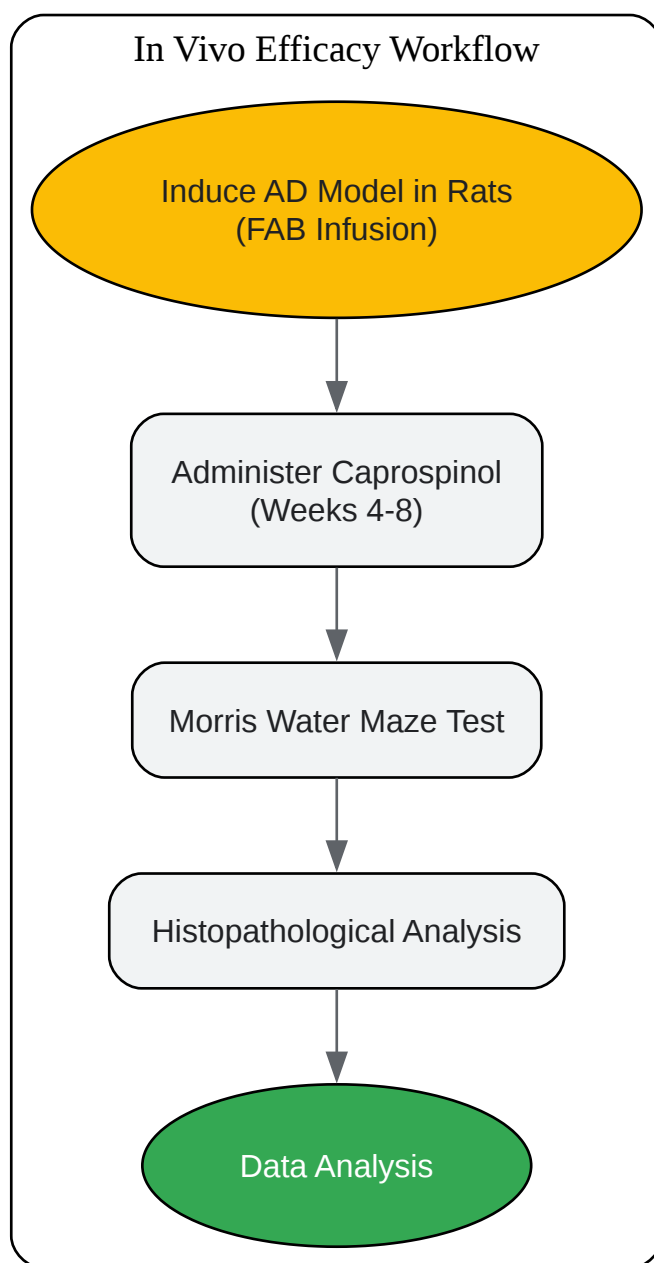 In Vivo Efficacy Workflow
Induce AD Model in Rats
(FAB Infusion)
Administer Caprospinol
(Weeks 4-8)
Morris Water Maze Test
Histopathological Analysis
Data Analysis